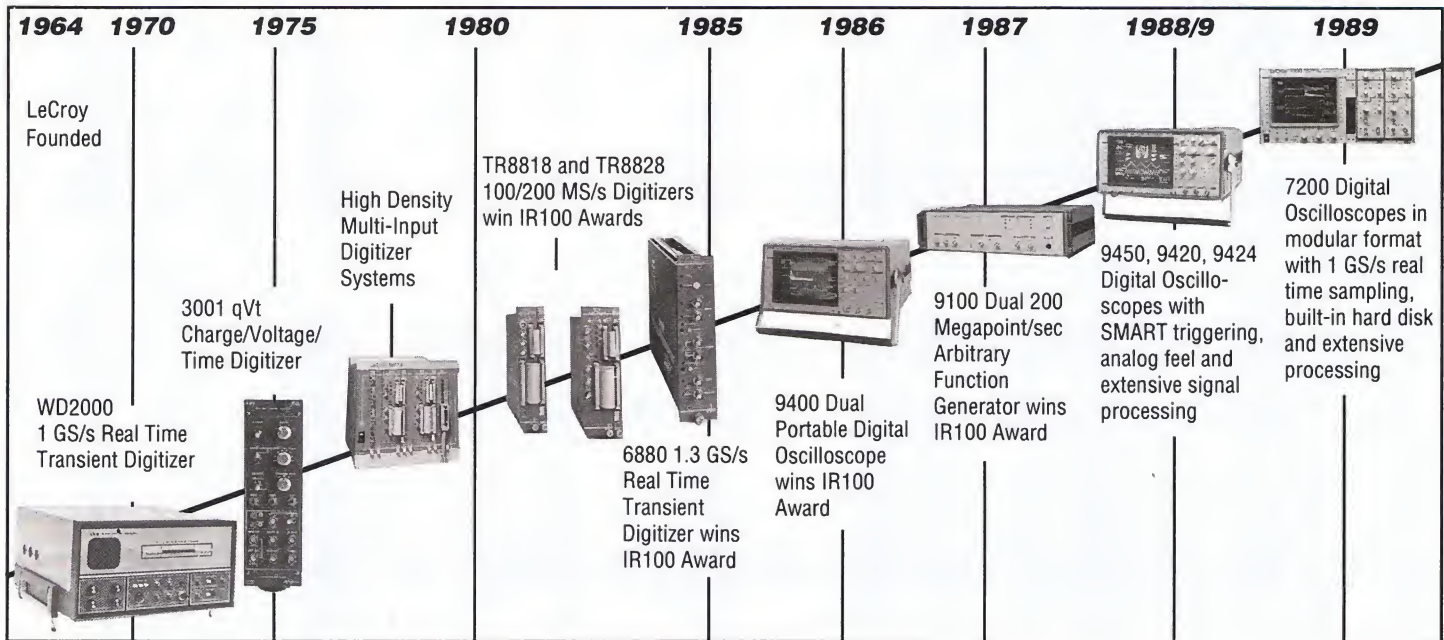 1964 1970 1975 1980 1985 1986 1987 1988/9 1989
LeCroy
Founded
WD2000
1 GS/s Real Time
Transient Digitizer
3001 qVt
Charge/Voltage/
Time Digitizer
High Density
Multi-Input
Digitizer
Systems
TR8818 and TR8828
100/200 MS/s Digitizers
win IR100 Awards
6880 1.3 GS/s
Real Time
Transient
Digitizer wins
IR100 Award
9400 Dual
Portable Digital
Oscilloscope
wins IR100
Award
9100 Dual 200
Megapoint/sec
Arbitrary
Function
Generator wins
IR100 Award
9450, 9420, 9424
Digital Oscillo-
scopes with
SMART triggering,
analog feel and
extensive signal
processing
7200 Digital
Oscilloscopes in
modular format
with 1 GS/s real
time sampling,
built-in hard disk
and extensive
processing